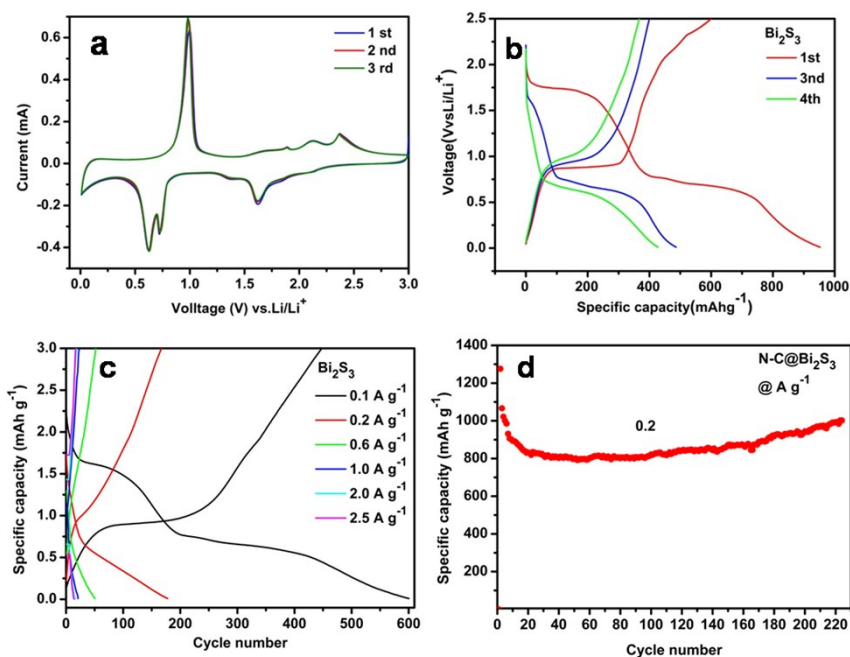 a
1 st
2 nd
3 rd
Current (mA)
0.6
0.4
0.2
0.0
-0.2
-0.4
0.0 0.5 1.0 1.5 2.0 2.5 3.0
Volltage (V) vs.Li/Li+
b
Bi2S3
1st
3nd
4th
Voltage(VvsLi/Li+)
2.5
2.0
1.5
1.0
0.5
0.0
0 200 400 600 800 1000
Specific capacity(mAhg-1)
c
Bi2S3
0.1 A g-1
0.2 A g-1
0.6 A g-1
1.0 A g-1
2.0 A g-1
2.5 A g-1
Specific capacity (mAh g-1)
3.0
2.5
2.0
1.5
1.0
0.5
0.0
0 100 200 300 400 500 600
Cycle number
d
N-C@Bi2S3
@ A g-1
0.2
Specific capacity (mAh g-1)
1400
1200
1000
800
600
400
200
0
0 20 40 60 80 100 120 140 160 180 200 220
Cycle number